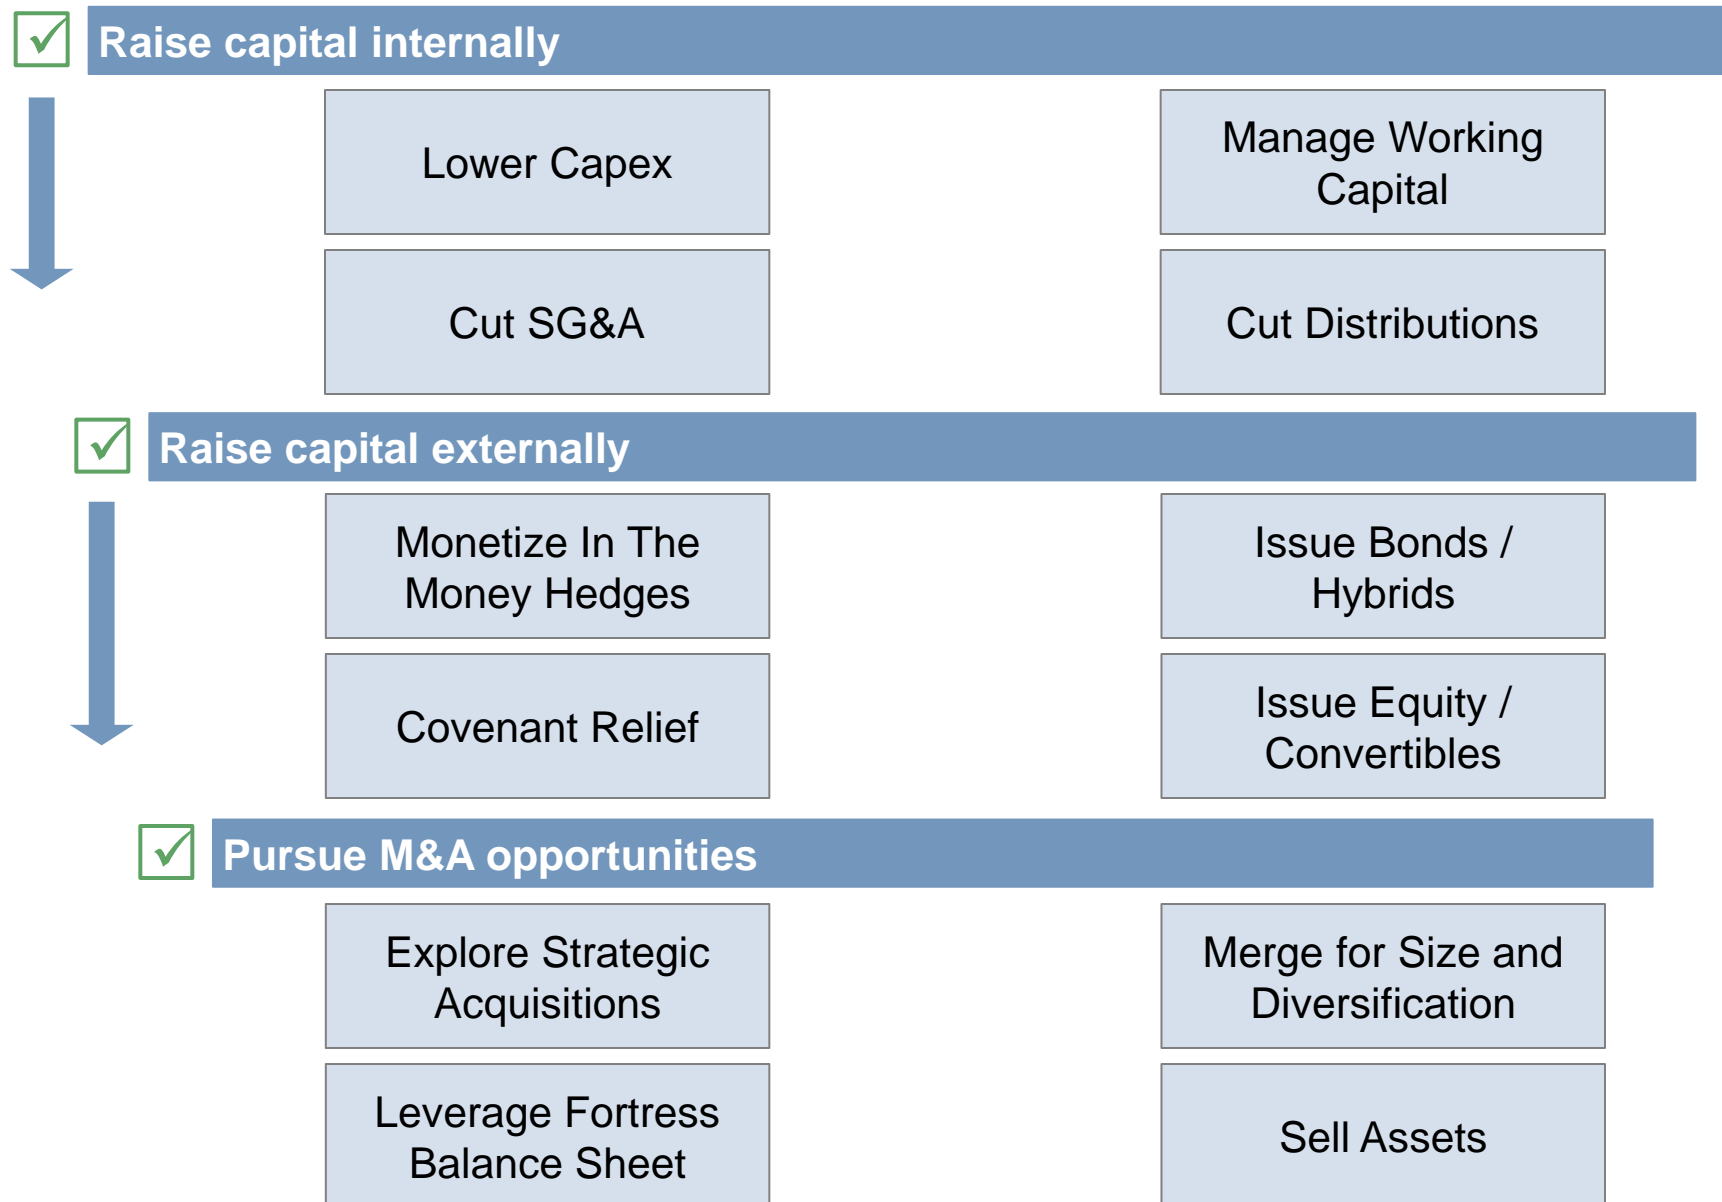 Raise capital internally
Lower Capex
Manage Working
Capital
Cut SG&A
Cut Distributions
Raise capital externally
Monetize In The
Money Hedges
Issue Bonds /
Hybrids
Covenant Relief
Issue Equity /
Convertibles
Pursue M&A opportunities
Explore Strategic
Acquisitions
Merge for Size and
Diversification
Leverage Fortress
Balance Sheet
Sell Assets